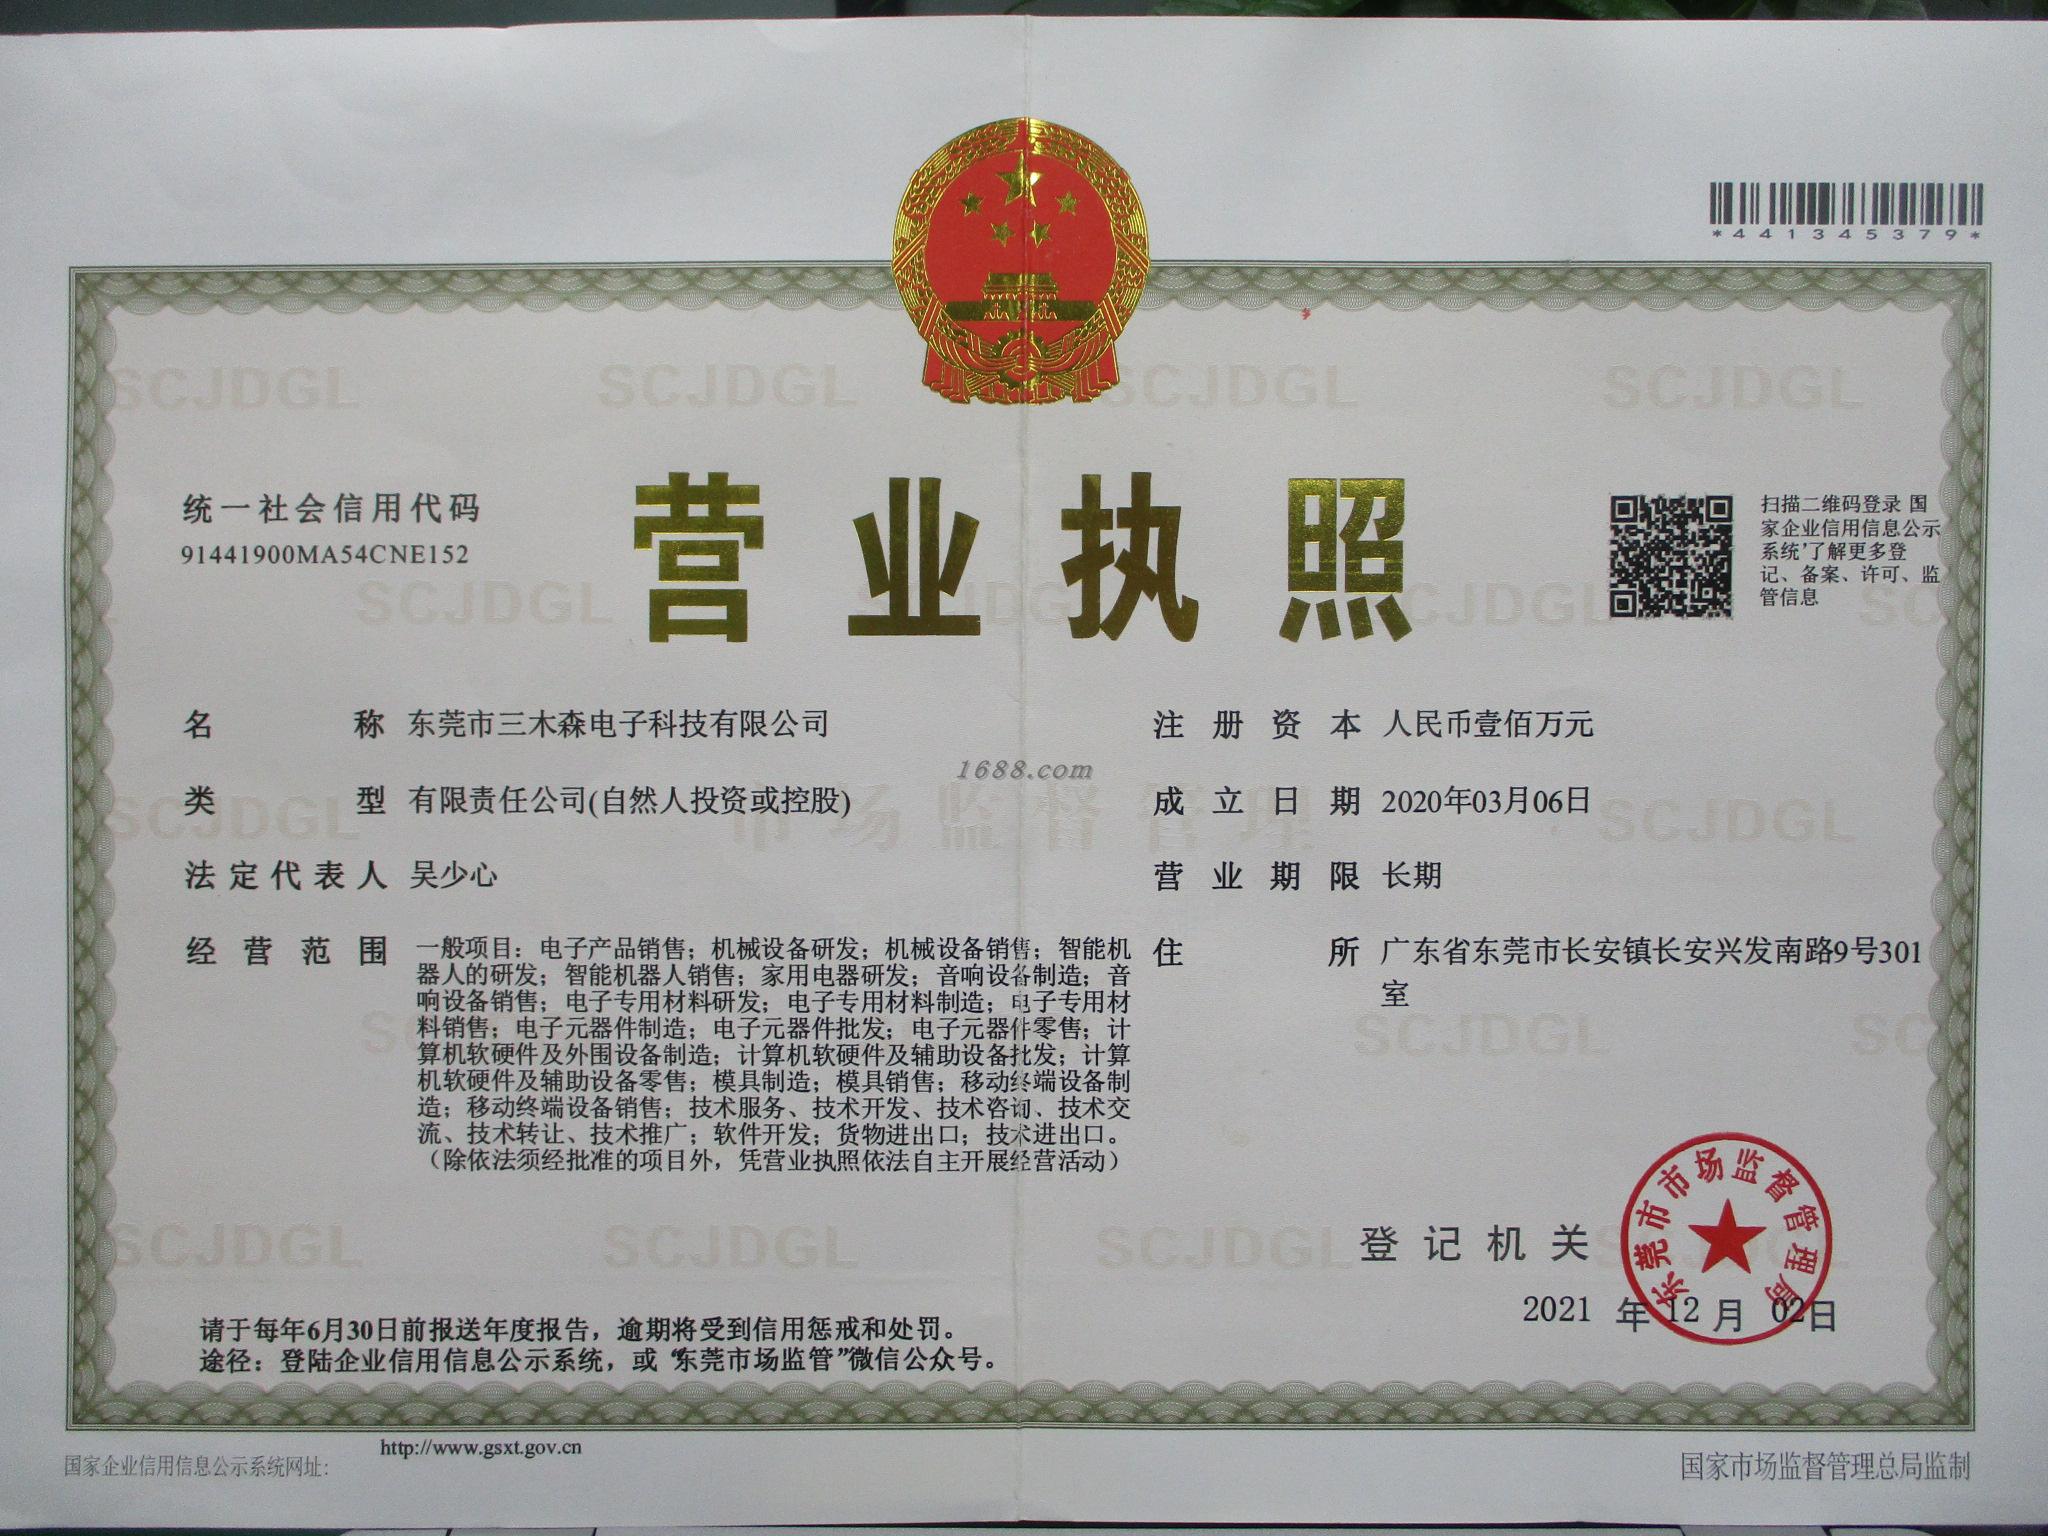 *441345379*
统一社会信用代码
91441900MA54CNE152
营业执照
扫描二维码登录 国
家企业信用信息公示
系统'了解更多登
记、备案、许可、监
管信息
名称 东莞市三木森电子科技有限公司
类型 有限责任公司(自然人投资或控股)
法定代表人 吴少心
经营范围 一般项目：电子产品销售；机械设备研发；机械设备销售；智能机
器人的研发；智能机器人销售；家用电器研发；音响设备制造；音
响设备销售；电子专用材料研发；电子专用材料制造；电子专用材
料销售；电子元器件制造；电子元器件批发；电子元器件零售；计
算机软硬件及外围设备制造；计算机软硬件及辅助设备批发；计算
机软硬件及辅助设备零售；模具制造；模具销售；移动终端设备制
造；移动终端设备销售；技术服务、技术开发、技术咨询、技术交
流、技术转让、技术推广；软件开发；货物进出口；技术进出口。
（除依法须经批准的项目外，凭营业执照依法自主开展经营活动）
注册资本 人民币壹佰万元
成立日期 2020年03月06日
营业期限 长期
住所 广东省东莞市长安镇长安兴发南路9号301
室
1688.com
市场监督管理
SCJDGL
登记机关
东莞市市场监督管理局
2021 年 12 月 02日
请于每年6月30日前报送年度报告，逾期将受到信用惩戒和处罚。
途径：登陆企业信用信息公示系统，或“东莞市场监管”微信公众号。
国家企业信用信息公示系统网址:
http://www.gsxt.gov.cn
国家市场监督管理总局监制